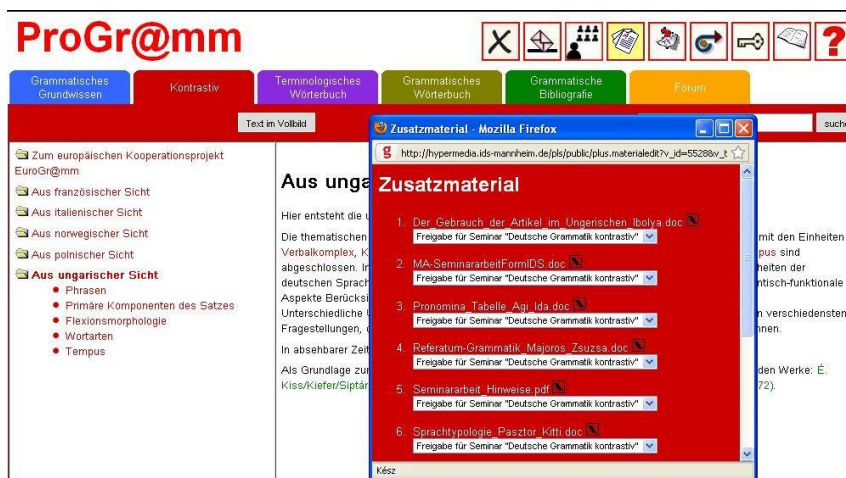 ProGr@mm
Grammatisches Grundwissen
Kontrastiv
Terminologisches Wörterbuch
Grammatisches Wörterbuch
Grammatische Bibliografie
Forum
Text im Vollbild
suche
Zum europäischen Kooperationsprojekt
EuroGr@mm
Aus französischer Sicht
Aus italienischer Sicht
Aus norwegischer Sicht
Aus polnischer Sicht
Aus ungarischer Sicht
Phrasen
Primäre Komponenten des Satzes
Flexionsmorphologie
Wortarten
Tempus
Aus unga
Hier entsteht die u
Die thematischen
mit den Einheiten
Verbalkomplex, K
pus sind
abgeschlossen. In
heiten der
deutschen Sprach
ntisch-funktionale
Aspekte Berücksi
Unterschiedliche U
n verschiedensten
Fragestellungen, d
nnen.
In absehbarer Zeit
Als Grundlage zur
den Werke: É.
Kiss/Kiefer/Siptár
72).
Zusatzmaterial - Mozilla Firefox
http://hypermedia.ids-mannheim.de/pls/public/plus.materialedit?v_id=5528&v_t
Zusatzmaterial
1. Der_Gebrauch_der_Artikel_im_Ungerischen_Ibolya.doc
Freigabe für Seminar "Deutsche Grammatik kontrastiv"
2. MA-SeminararbeitFormIDS.doc
Freigabe für Seminar "Deutsche Grammatik kontrastiv"
3. Pronomina_Tabelle_Agi_Ida.doc
Freigabe für Seminar "Deutsche Grammatik kontrastiv"
4. Referatum-Grammatik_Majoros_Zsuzsa.doc
Freigabe für Seminar "Deutsche Grammatik kontrastiv"
5. Seminararbeit_Hinweise.pdf
Freigabe für Seminar "Deutsche Grammatik kontrastiv"
6. Sprachtypologie_Pasztor_Kitti.doc
Freigabe für Seminar "Deutsche Grammatik kontrastiv"
Kész